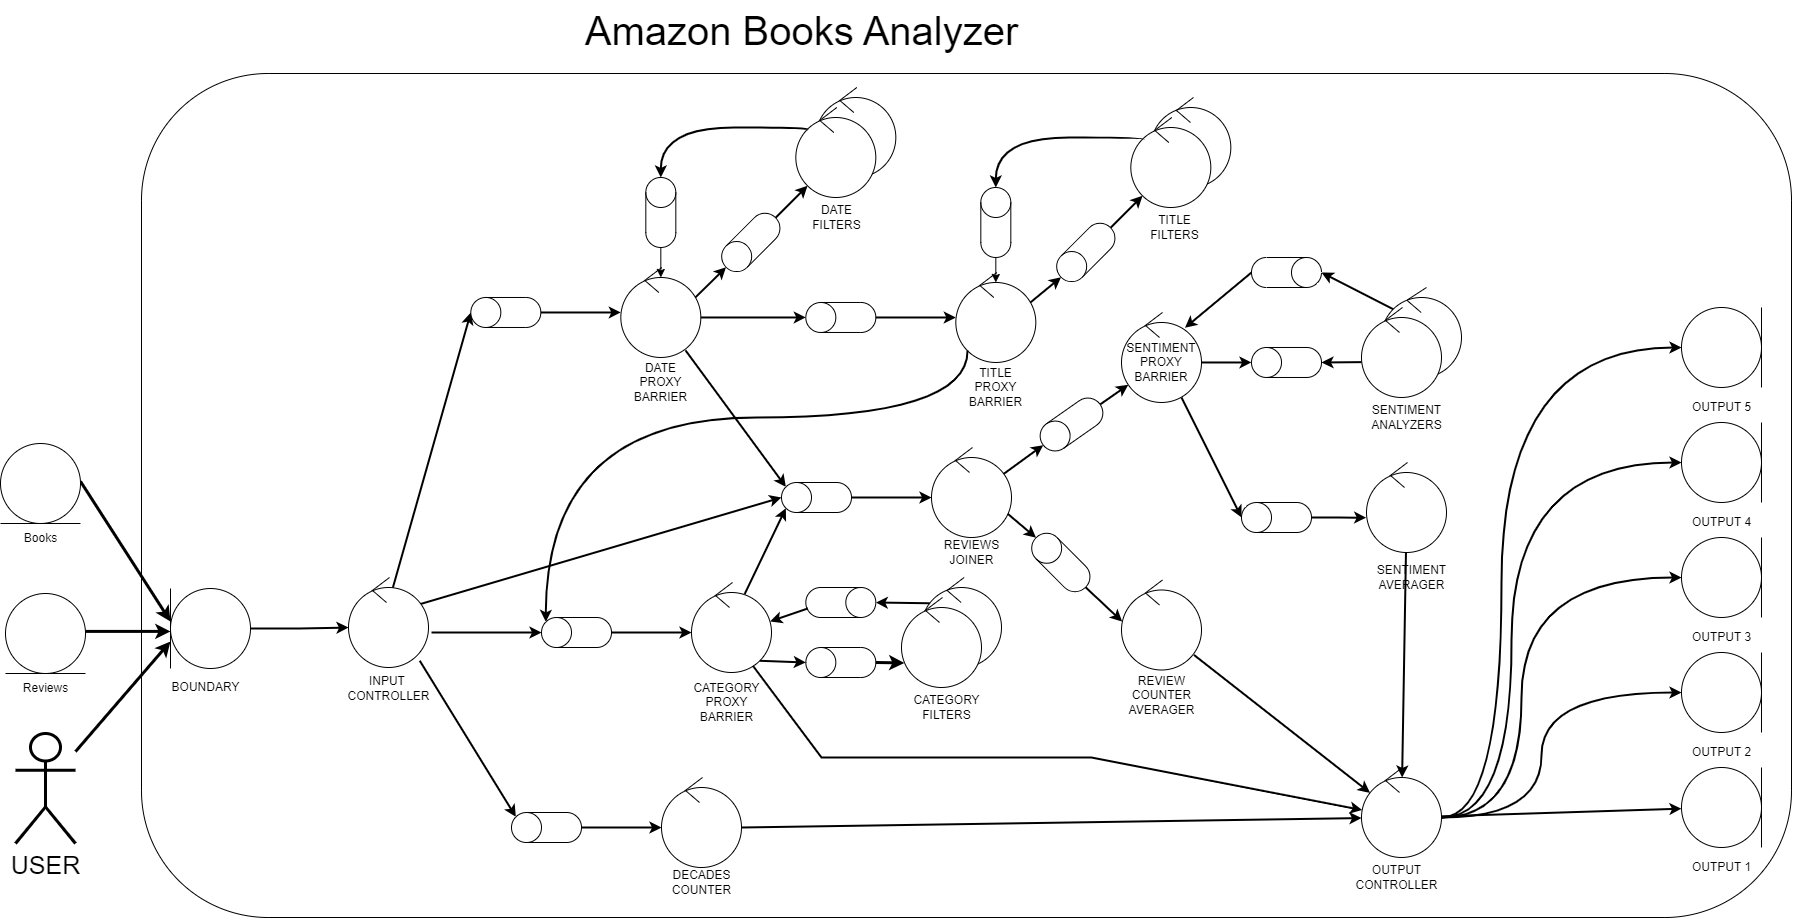 Amazon Books Analyzer
DATE
FILTERS
TITLE
FILTERS
DATE
PROXY
BARRIER
TITLE
PROXY
BARRIER
SENTIMENT
PROXY
BARRIER
SENTIMENT
ANALYZERS
OUTPUT 5
Books
REVIEWS
JOINER
SENTIMENT
AVERAGER
OUTPUT 4
Reviews
BOUNDARY
INPUT
CONTROLLER
CATEGORY
PROXY
BARRIER
CATEGORY
FILTERS
REVIEW
COUNTER
AVERAGER
OUTPUT 3
OUTPUT 2
USER
DECADES
COUNTER
OUTPUT
CONTROLLER
OUTPUT 1